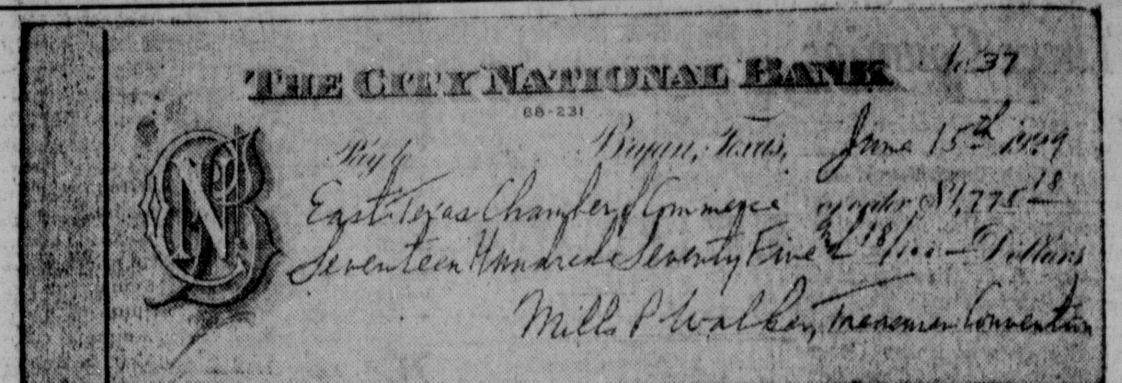 No. 37
THE CITY NATIONAL BANK
88-231
Bryan, Texas, June 15th 1929
Pay to
East Texas Chamber of Commerce or order $1,775 18
Seventeen Hundred & Seventy Five & 18/100 — Dollars
Mills P Walker, Treasurer Convention